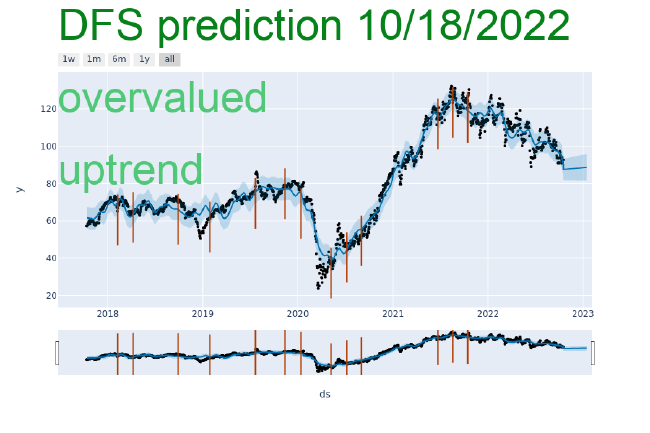 DFS prediction 10/18/2022
1w 1m 6m 1y all
overvalued
uptrend
120
100
80
60
40
20
y
2018 2019 2020 2021 2022 2023
ds